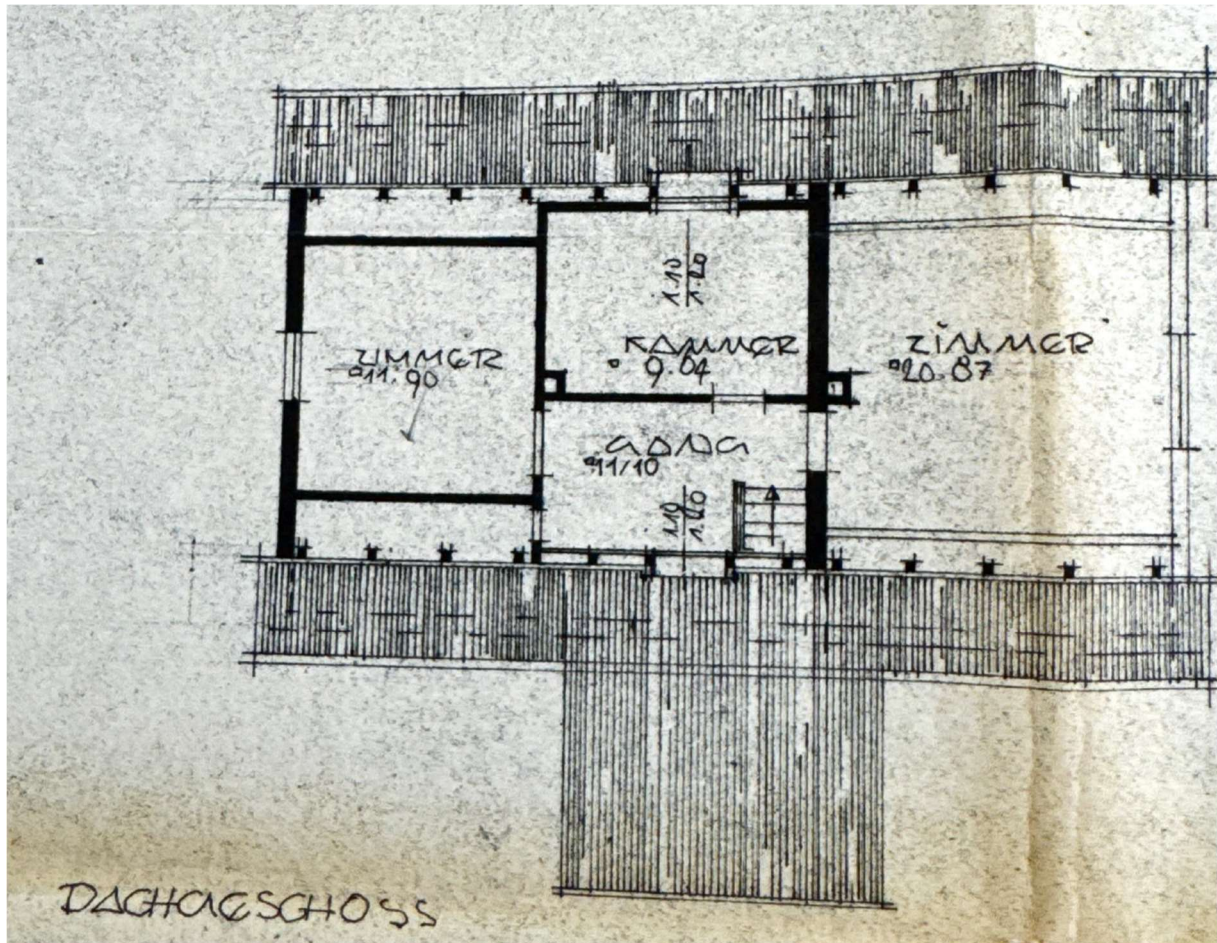 1.10
1.20
ZIMMER
11.90
KAMMER
9.04
ZIMMER
20.87
GANG
11/10
1.10
1.20
DACHGESCHOSS